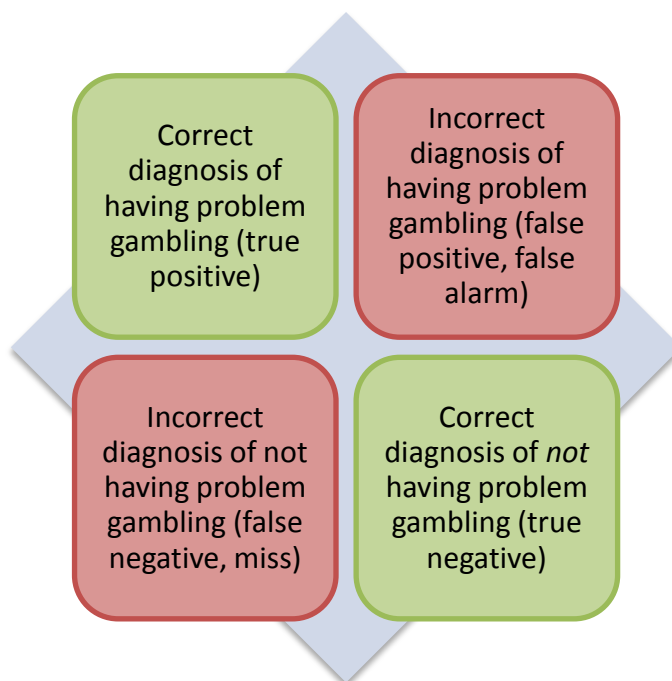 Correct
diagnosis of
having problem
gambling (true
positive)
Incorrect
diagnosis of
having problem
gambling (false
positive, false
alarm)
Incorrect
diagnosis of not
having problem
gambling (false
negative, miss)
Correct
diagnosis of not
having problem
gambling (true
negative)